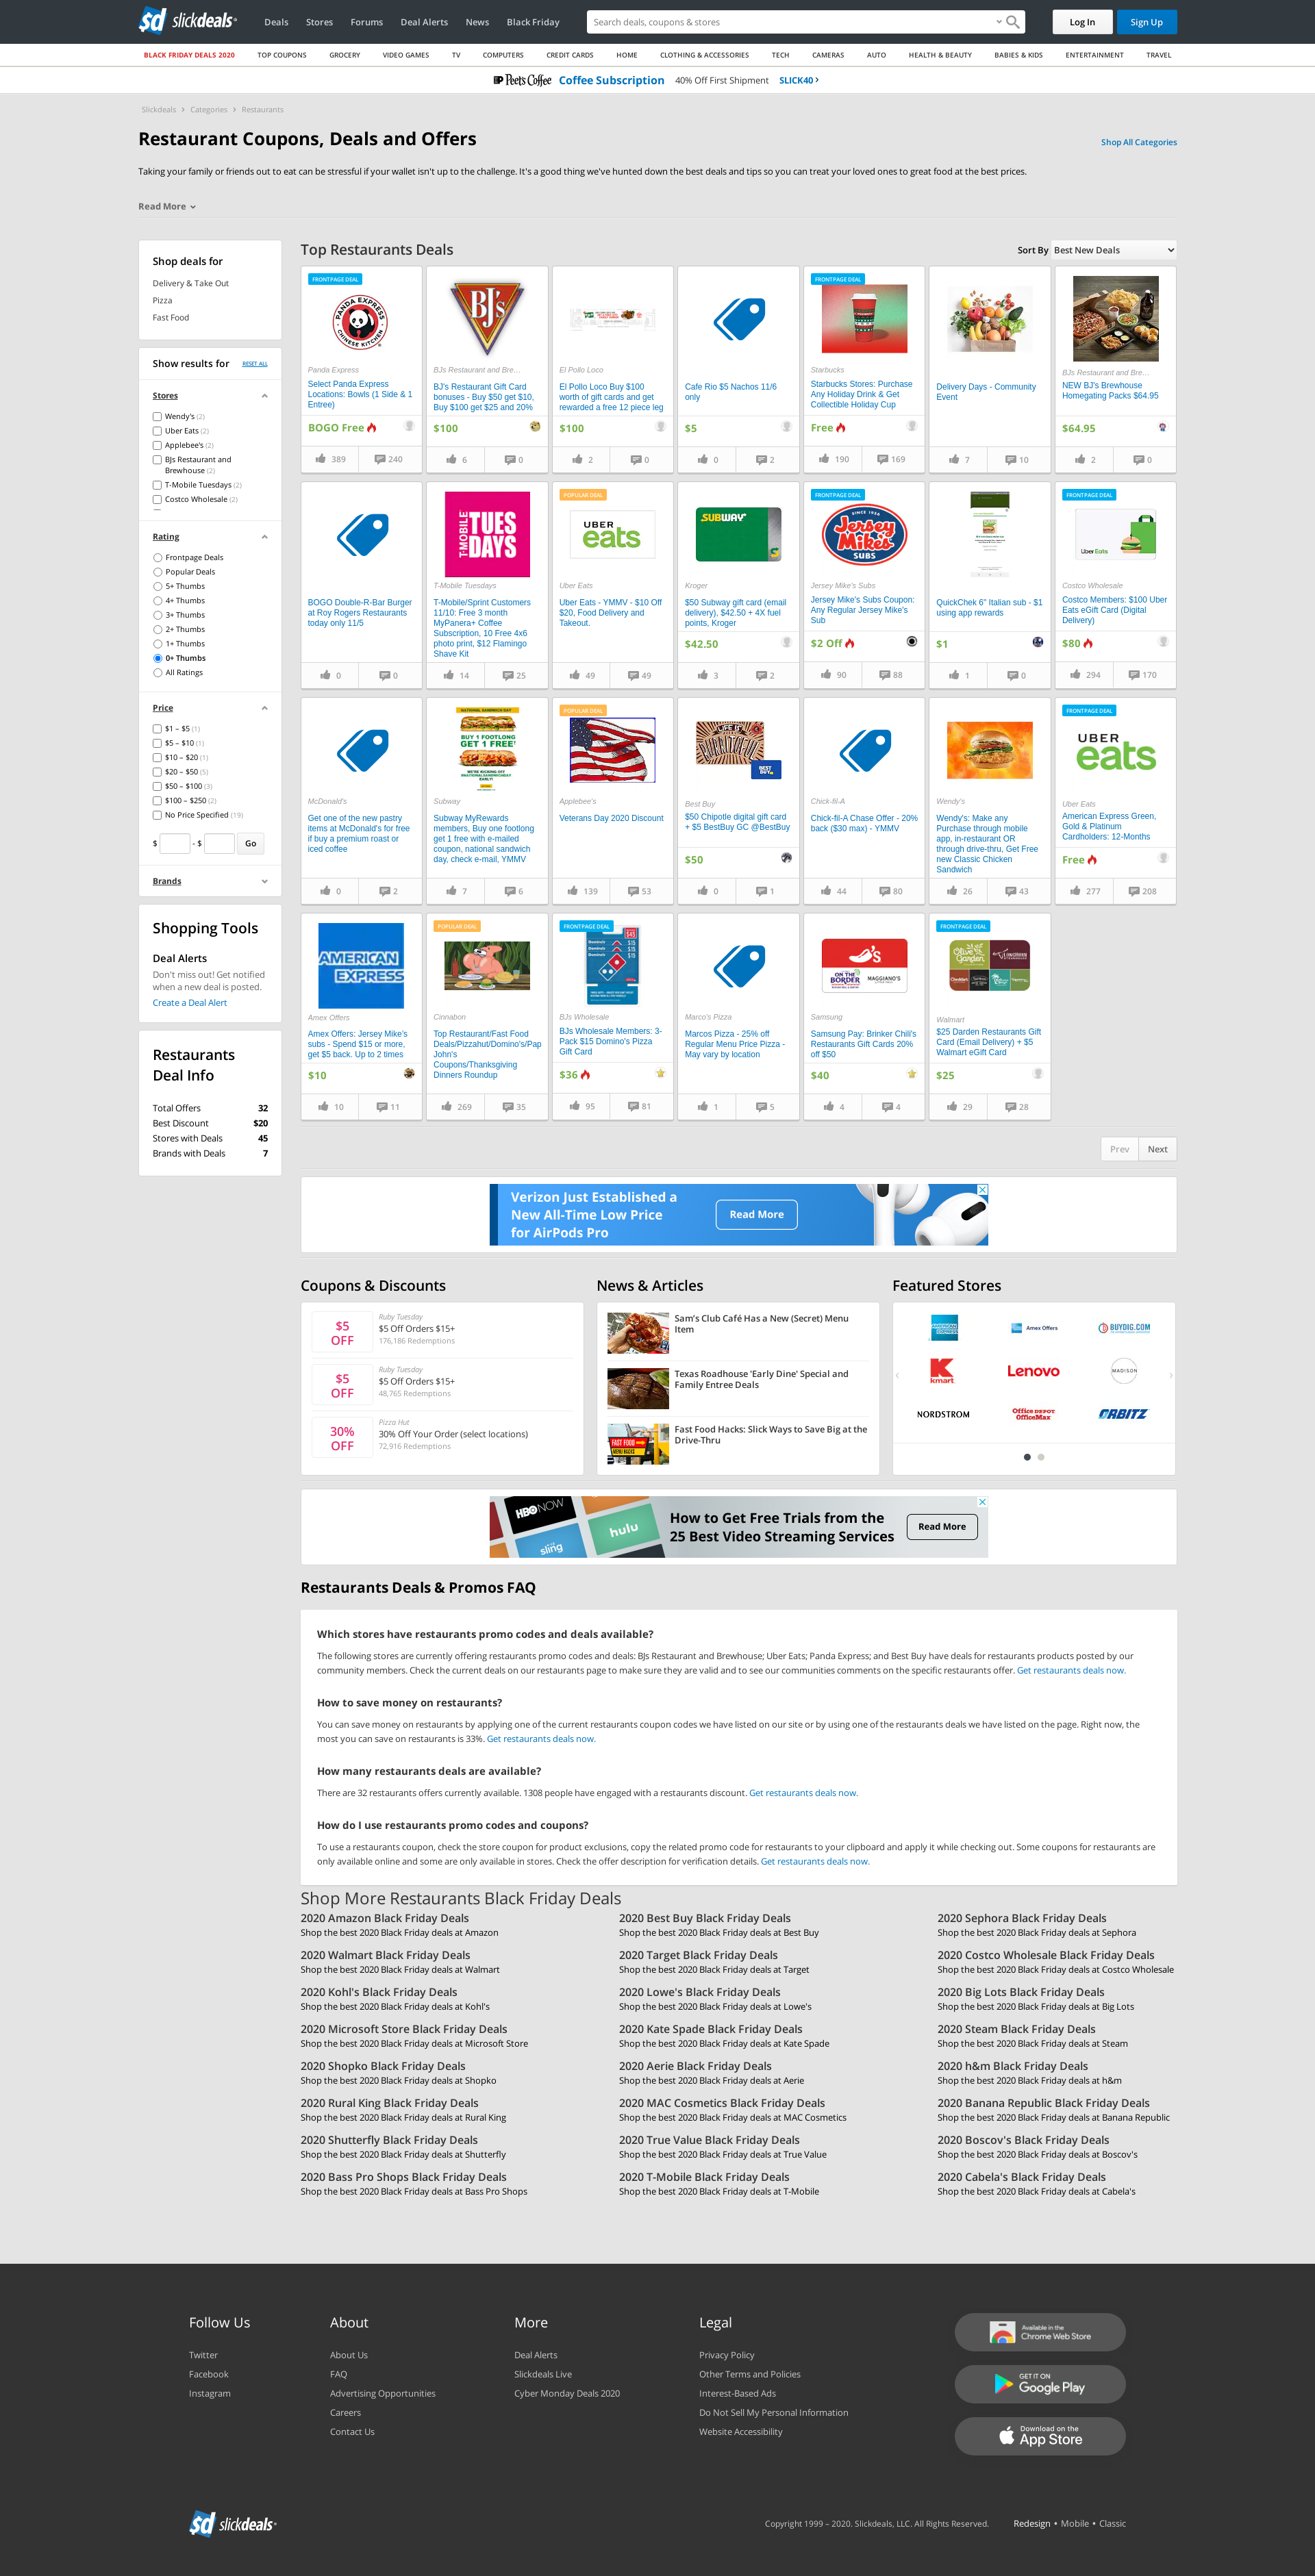 slickdeals
Deals Stores Forums Deal Alerts News Black Friday
Search deals, coupons & stores
Log In Sign Up
BLACK FRIDAY DEALS 2020 TOP COUPONS GROCERY VIDEO GAMES TV COMPUTERS CREDIT CARDS HOME CLOTHING & ACCESSORIES TECH CAMERAS AUTO HEALTH & BEAUTY BABIES & KIDS ENTERTAINMENT TRAVEL
Peet's Coffee Coffee Subscription 40% Off First Shipment SLICK40
Slickdeals > Categories > Restaurants
Restaurant Coupons, Deals and Offers
Shop All Categories
Taking your family or friends out to eat can be stressful if your wallet isn't up to the challenge. It's a good thing we've hunted down the best deals and tips so you can treat your loved ones to great food at the best prices.
Read More
Shop deals for
Delivery & Take Out
Pizza
Fast Food
Show results for RESET ALL
Stores
Wendy's (2)
Uber Eats (2)
Applebee's (2)
BJs Restaurant and
Brewhouse (2)
T-Mobile Tuesdays (2)
Costco Wholesale (2)
Rating
Frontpage Deals
Popular Deals
5+ Thumbs
4+ Thumbs
3+ Thumbs
2+ Thumbs
1+ Thumbs
0+ Thumbs
All Ratings
Price
$1 – $5 (1)
$5 – $10 (1)
$10 – $20 (1)
$20 – $50 (5)
$50 – $100 (3)
$100 – $250 (2)
No Price Specified (19)
$ - $ Go
Brands
Shopping Tools
Deal Alerts
Don't miss out! Get notified
when a new deal is posted.
Create a Deal Alert
Restaurants
Deal Info
Total Offers 32
Best Discount $20
Stores with Deals 45
Brands with Deals 7
Top Restaurants Deals
Sort By Best New Deals
FRONTPAGE DEAL
PANDA EXPRESS
CHINESE KITCHEN
Panda Express
Select Panda Express
Locations: Bowls (1 Side & 1
Entree)
BOGO Free
389 240
BJ's
BJs Restaurant and Bre...
BJ's Restaurant Gift Card
bonuses - Buy $50 get $10,
Buy $100 get $25 and 20%
$100
6 0
El Pollo Loco
El Pollo Loco Buy $100
worth of gift cards and get
rewarded a free 12 piece leg
$100
2 0
Cafe Rio $5 Nachos 11/6
only
$5
0 2
FRONTPAGE DEAL
Starbucks
Starbucks Stores: Purchase
Any Holiday Drink & Get
Collectible Holiday Cup
Free
190 169
Delivery Days - Community
Event
7 10
BJs Restaurant and Bre...
NEW BJ's Brewhouse
Homegating Packs $64.95
$64.95
2 0
BOGO Double-R-Bar Burger
at Roy Rogers Restaurants
today only 11/5
0 0
T-MOBILE TUESDAYS
T-Mobile Tuesdays
T-Mobile/Sprint Customers
11/10: Free 3 month
MyPanera+ Coffee
Subscription, 10 Free 4x6
photo print, $12 Flamingo
Shave Kit
14 25
POPULAR DEAL
UBER
eats
Uber Eats
Uber Eats - YMMV - $10 Off
$20, Food Delivery and
Takeout.
49 49
SUBWAY
Kroger
$50 Subway gift card (email
delivery), $42.50 + 4X fuel
points, Kroger
$42.50
3 2
FRONTPAGE DEAL
SINCE 1956
Jersey Mike's
SUBS
Jersey Mike's Subs
Jersey Mike's Subs Coupon:
Any Regular Jersey Mike's
Sub
$2 Off
90 88
QuickChek 6" Italian sub - $1
using app rewards
$1
1 0
FRONTPAGE DEAL
Uber Eats
Costco Wholesale
Costco Members: $100 Uber
Eats eGift Card (Digital
Delivery)
$80
294 170
McDonald's
Get one of the new pastry
items at McDonald's for free
if buy a premium roast or
iced coffee
0 2
NATIONAL SANDWICH DAY
BUY 1 FOOTLONG
GET 1 FREE
WE'RE KICKING OFF
#NATIONALSANDWICHDAY
EARLY!
Subway
Subway MyRewards
members, Buy one footlong
get 1 free with e-mailed
coupon, national sandwich
day, check e-mail, YMMV
7 6
POPULAR DEAL
Applebee's
Veterans Day 2020 Discount
139 53
BEST BUY
Best Buy
$50 Chipotle digital gift card
+ $5 BestBuy GC @BestBuy
$50
0 1
Chick-fil-A
Chick-fil-A Chase Offer - 20%
back ($30 max) - YMMV
44 80
Wendy's
Wendy's: Make any
Purchase through mobile
app, in-restaurant OR
through drive-thru, Get Free
new Classic Chicken
Sandwich
26 43
FRONTPAGE DEAL
UBER
eats
Uber Eats
American Express Green,
Gold & Platinum
Cardholders: 12-Months
Free
277 208
AMERICAN
EXPRESS
Amex Offers
Amex Offers: Jersey Mike's
subs - Spend $15 or more,
get $5 back. Up to 2 times
$10
10 11
POPULAR DEAL
Cinnabon
Top Restaurant/Fast Food
Deals/Pizzahut/Domino's/Pap
John's
Coupons/Thanksgiving
Dinners Roundup
269 35
FRONTPAGE DEAL
$45
$15
$15
$15
BJs Wholesale
BJs Wholesale Members: 3-
Pack $15 Domino's Pizza
Gift Card
$36
95 81
Marco's Pizza
Marcos Pizza - 25% off
Regular Menu Price Pizza -
May vary by location
1 5
ON THE
BORDER MAGGIANO'S
Samsung
Samsung Pay: Brinker Chili's
Restaurants Gift Cards 20%
off $50
$40
4 4
FRONTPAGE DEAL
Olive Garden
Walmart
$25 Darden Restaurants Gift
Card (Email Delivery) + $5
Walmart eGift Card
$25
29 28
Prev Next
Verizon Just Established a
New All-Time Low Price
for AirPods Pro
Read More
Coupons & Discounts
$5
OFF
Ruby Tuesday
$5 Off Orders $15+
176,186 Redemptions
$5
OFF
Ruby Tuesday
$5 Off Orders $15+
48,765 Redemptions
30%
OFF
Pizza Hut
30% Off Your Order (select locations)
72,916 Redemptions
News & Articles
Sam's Club Café Has a New (Secret) Menu
Item
Texas Roadhouse 'Early Dine' Special and
Family Entree Deals
FAST FOOD
MENU HACKS
Fast Food Hacks: Slick Ways to Save Big at the
Drive-Thru
Featured Stores
AMERICAN EXPRESS Amex Offers BUYDIG.COM
kmart Lenovo MADISON
NORDSTROM Office DEPOT OfficeMax ORBITZ
HBO NOW
hulu
sling
How to Get Free Trials from the
25 Best Video Streaming Services
Read More
Restaurants Deals & Promos FAQ
Which stores have restaurants promo codes and deals available?
The following stores are currently offering restaurants promo codes and deals: BJs Restaurant and Brewhouse; Uber Eats; Panda Express; and Best Buy have deals for restaurants products posted by our
community members. Check the current deals on our restaurants page to make sure they are valid and to see our communities comments on the specific restaurants offer. Get restaurants deals now.
How to save money on restaurants?
You can save money on restaurants by applying one of the current restaurants coupon codes we have listed on our site or by using one of the restaurants deals we have listed on the page. Right now, the
most you can save on restaurants is 33%. Get restaurants deals now.
How many restaurants deals are available?
There are 32 restaurants offers currently available. 1308 people have engaged with a restaurants discount. Get restaurants deals now.
How do I use restaurants promo codes and coupons?
To use a restaurants coupon, check the store coupon for product exclusions, copy the related promo code for restaurants to your clipboard and apply it while checking out. Some coupons for restaurants are
only available online and some are only available in stores. Check the offer description for verification details. Get restaurants deals now.
Shop More Restaurants Black Friday Deals
2020 Amazon Black Friday Deals
Shop the best 2020 Black Friday deals at Amazon
2020 Best Buy Black Friday Deals
Shop the best 2020 Black Friday deals at Best Buy
2020 Sephora Black Friday Deals
Shop the best 2020 Black Friday deals at Sephora
2020 Walmart Black Friday Deals
Shop the best 2020 Black Friday deals at Walmart
2020 Target Black Friday Deals
Shop the best 2020 Black Friday deals at Target
2020 Costco Wholesale Black Friday Deals
Shop the best 2020 Black Friday deals at Costco Wholesale
2020 Kohl's Black Friday Deals
Shop the best 2020 Black Friday deals at Kohl's
2020 Lowe's Black Friday Deals
Shop the best 2020 Black Friday deals at Lowe's
2020 Big Lots Black Friday Deals
Shop the best 2020 Black Friday deals at Big Lots
2020 Microsoft Store Black Friday Deals
Shop the best 2020 Black Friday deals at Microsoft Store
2020 Kate Spade Black Friday Deals
Shop the best 2020 Black Friday deals at Kate Spade
2020 Steam Black Friday Deals
Shop the best 2020 Black Friday deals at Steam
2020 Shopko Black Friday Deals
Shop the best 2020 Black Friday deals at Shopko
2020 Aerie Black Friday Deals
Shop the best 2020 Black Friday deals at Aerie
2020 h&m Black Friday Deals
Shop the best 2020 Black Friday deals at h&m
2020 Rural King Black Friday Deals
Shop the best 2020 Black Friday deals at Rural King
2020 MAC Cosmetics Black Friday Deals
Shop the best 2020 Black Friday deals at MAC Cosmetics
2020 Banana Republic Black Friday Deals
Shop the best 2020 Black Friday deals at Banana Republic
2020 Shutterfly Black Friday Deals
Shop the best 2020 Black Friday deals at Shutterfly
2020 True Value Black Friday Deals
Shop the best 2020 Black Friday deals at True Value
2020 Boscov's Black Friday Deals
Shop the best 2020 Black Friday deals at Boscov's
2020 Bass Pro Shops Black Friday Deals
Shop the best 2020 Black Friday deals at Bass Pro Shops
2020 T-Mobile Black Friday Deals
Shop the best 2020 Black Friday deals at T-Mobile
2020 Cabela's Black Friday Deals
Shop the best 2020 Black Friday deals at Cabela's
Follow Us
Twitter
Facebook
Instagram
About
About Us
FAQ
Advertising Opportunities
Careers
Contact Us
More
Deal Alerts
Slickdeals Live
Cyber Monday Deals 2020
Legal
Privacy Policy
Other Terms and Policies
Interest-Based Ads
Do Not Sell My Personal Information
Website Accessibility
Available in the
Chrome Web Store
GET IT ON
Google Play
Download on the
App Store
slickdeals
Copyright 1999 – 2020. Slickdeals, LLC. All Rights Reserved. Redesign • Mobile • Classic